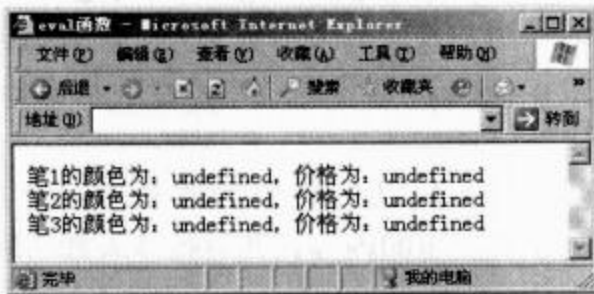 eval函数 - Microsoft Internet Explorer
文件(F) 编辑(E) 查看(V) 收藏(A) 工具(T) 帮助(H)
后退 搜索 收藏夹 »
地址(D) 转到
笔1的颜色为：undefined，价格为：undefined
笔2的颜色为：undefined，价格为：undefined
笔3的颜色为：undefined，价格为：undefined
完毕 我的电脑